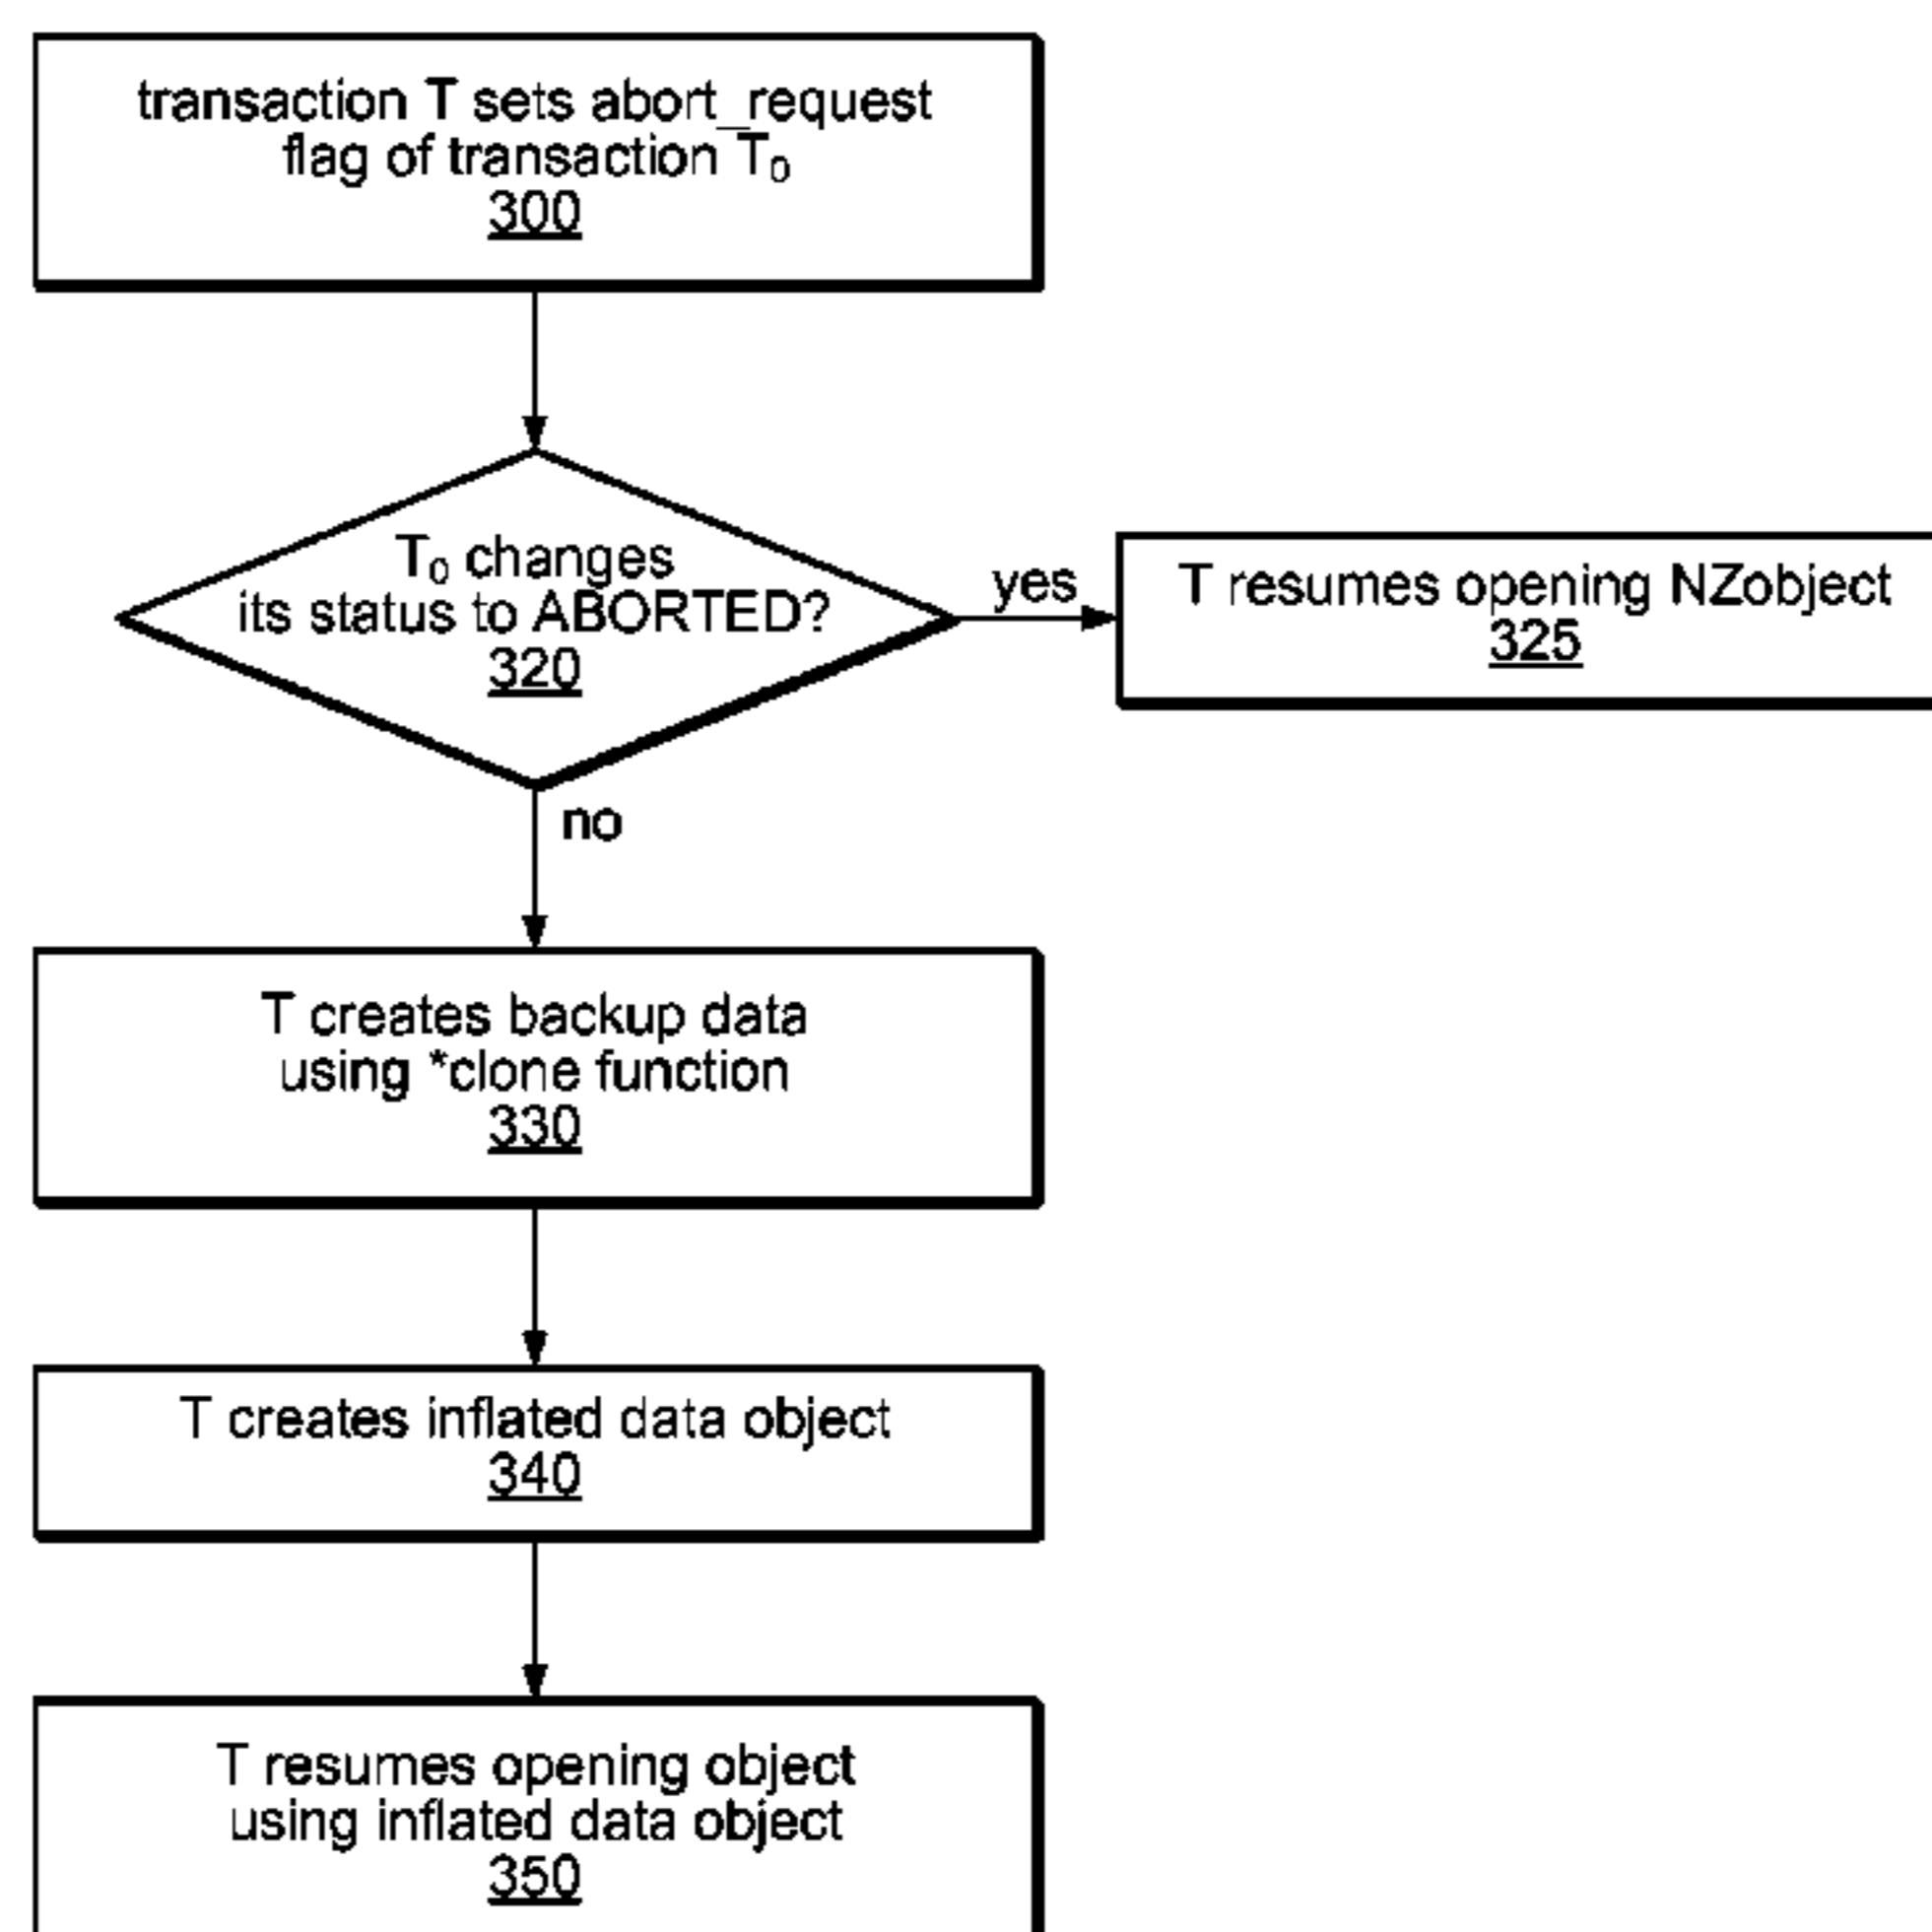 transaction T sets abort_request
flag of transaction T₀
300
T₀ changes
its status to ABORTED?
320
yes
T resumes opening NZobject
325
no
T creates backup data
using *clone function
330
T creates inflated data object
340
T resumes opening object
using inflated data object
350